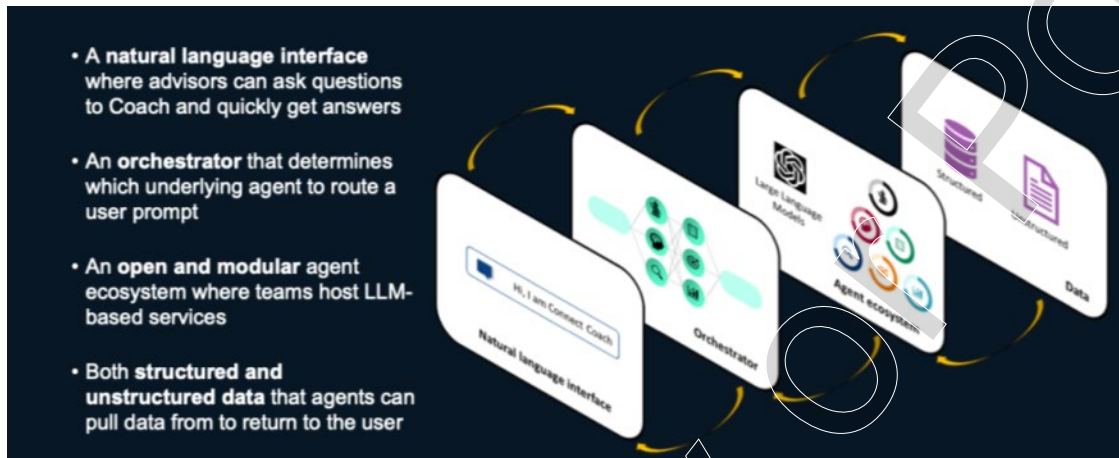 • A natural language interface
where advisors can ask questions
to Coach and quickly get answers
• An orchestrator that determines
which underlying agent to route a
user prompt
• An open and modular agent
ecosystem where teams host LLM-
based services
• Both structured and
unstructured data that agents can
pull data from to return to the user
Hi, I am Connect Coach
Natural language interface
Orchestrator
Large Language
Models
Agent ecosystem
Structured
Unstructured
Data